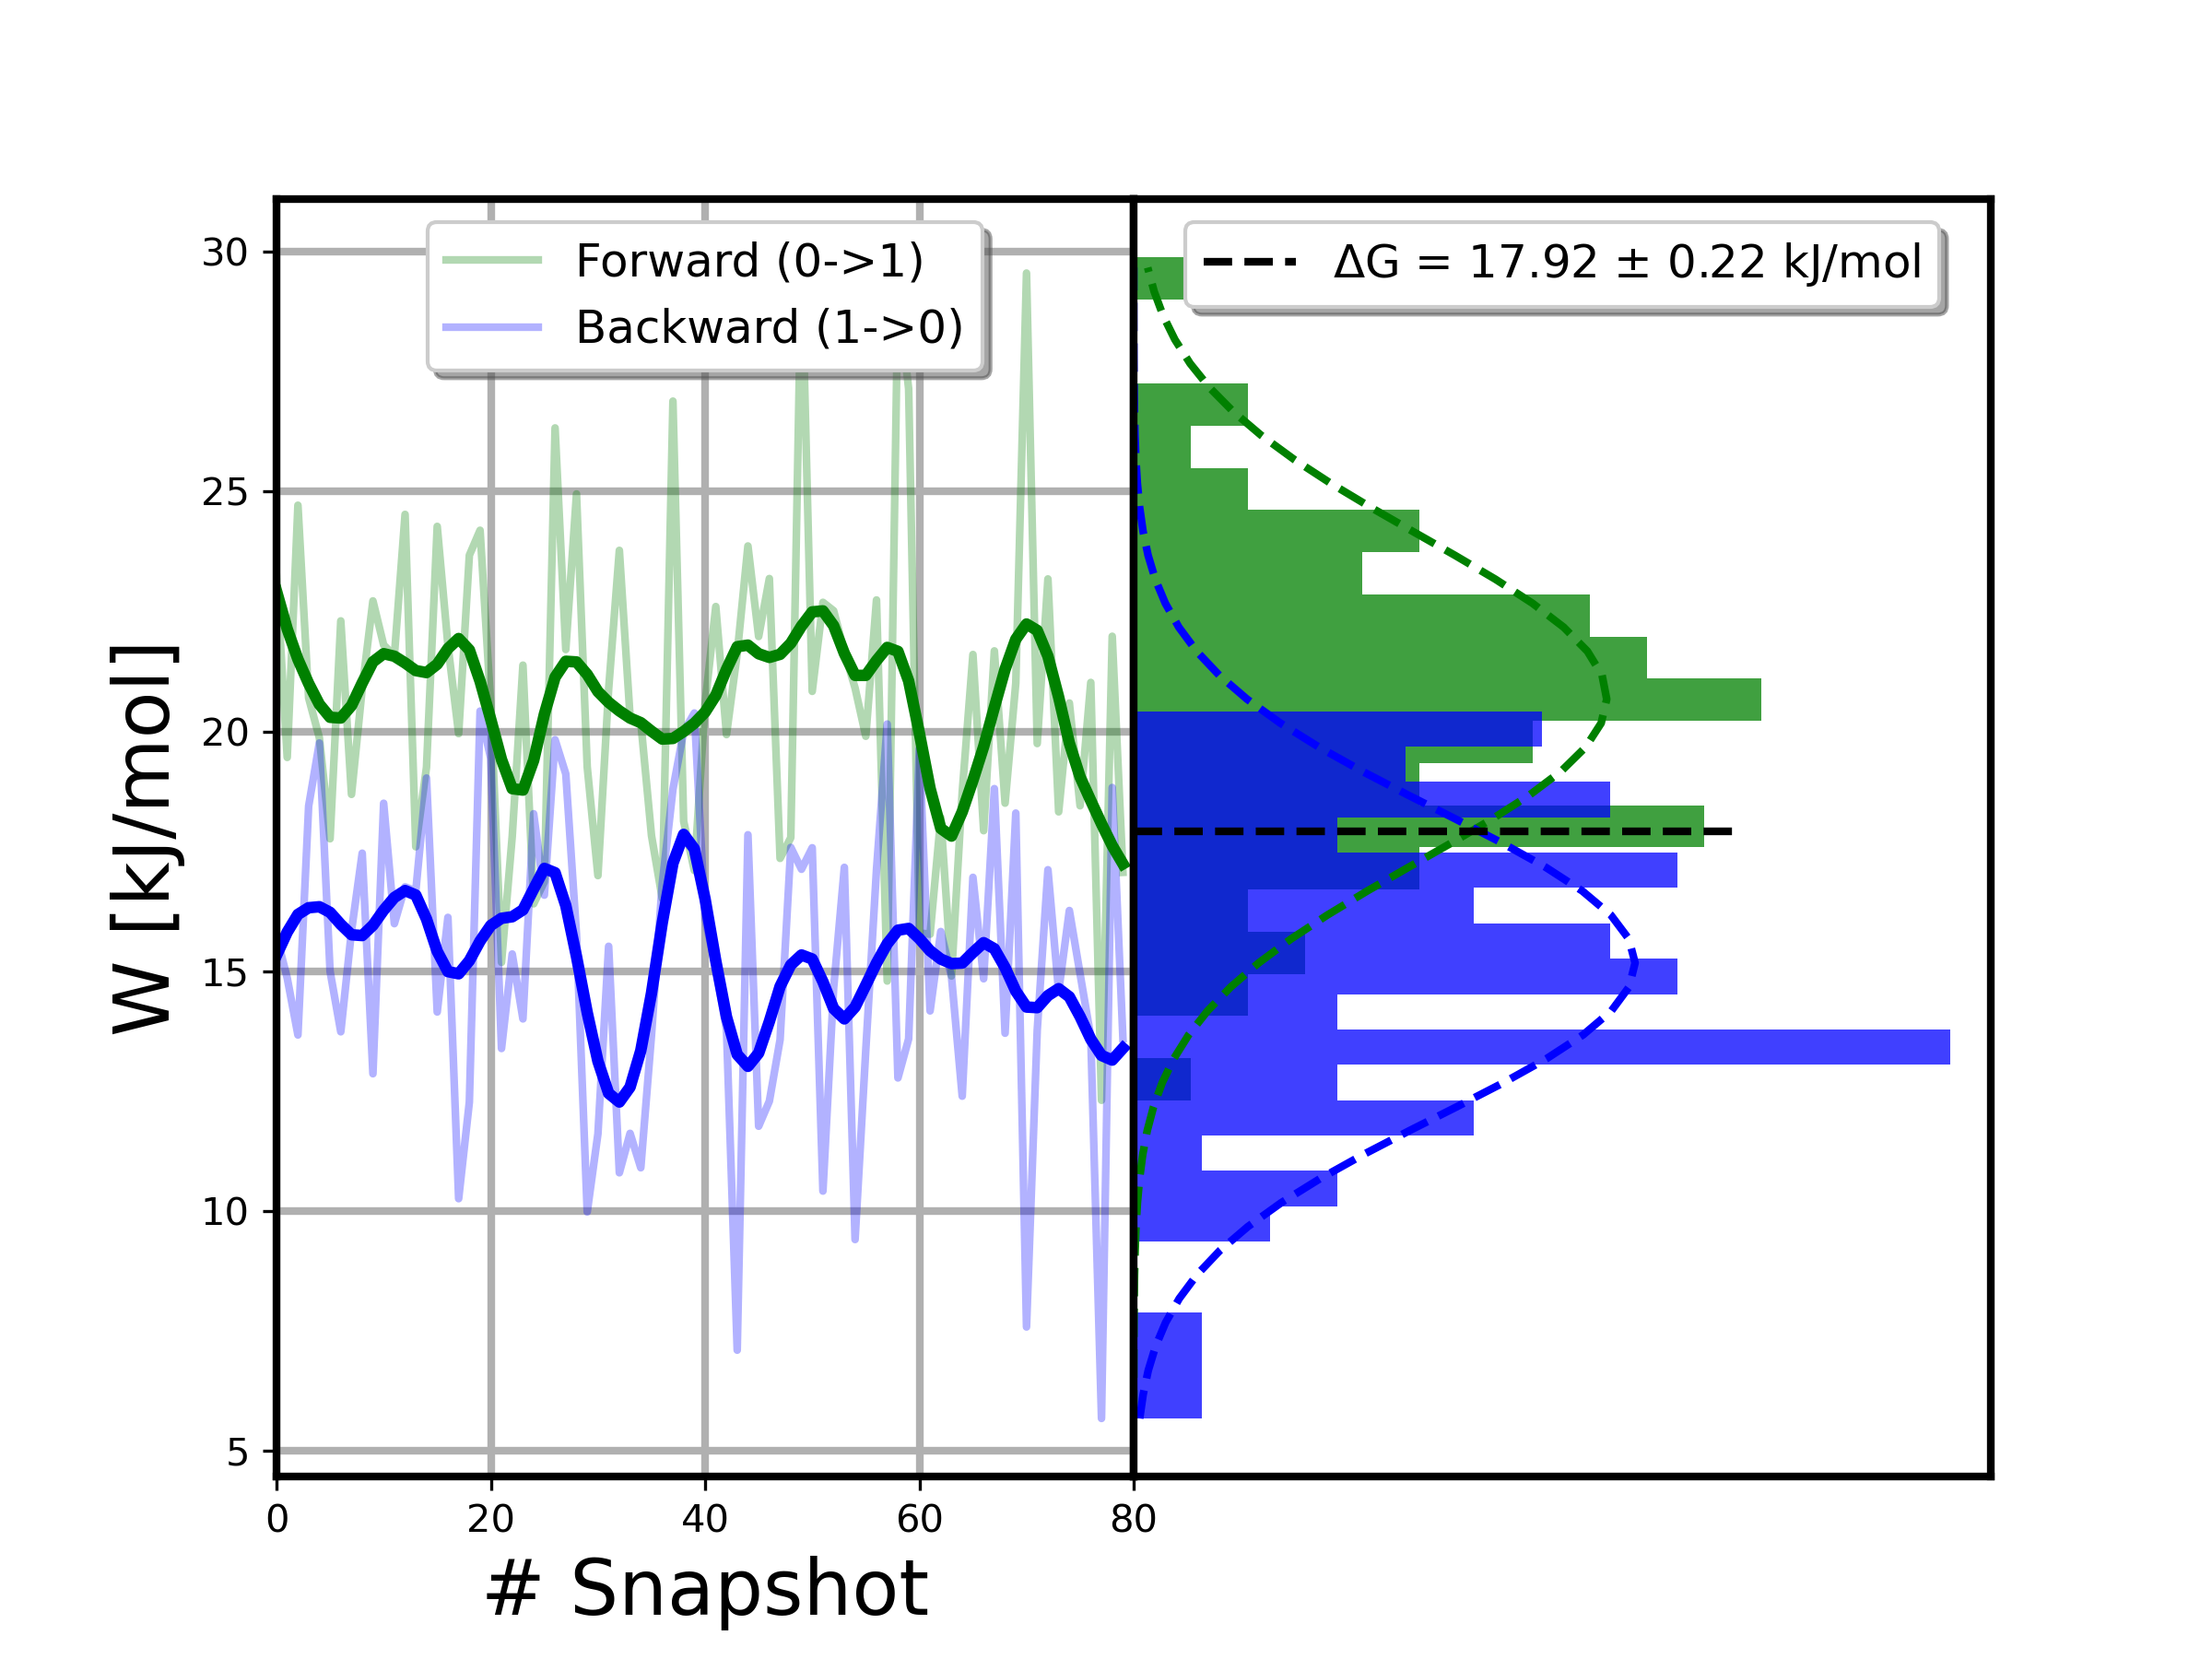 Forward (0->1)
Backward (1->0)
ΔG = 17.92 ± 0.22 kJ/mol
W [kJ/mol]
30
25
20
15
10
5
0
20
40
60
80
# Snapshot